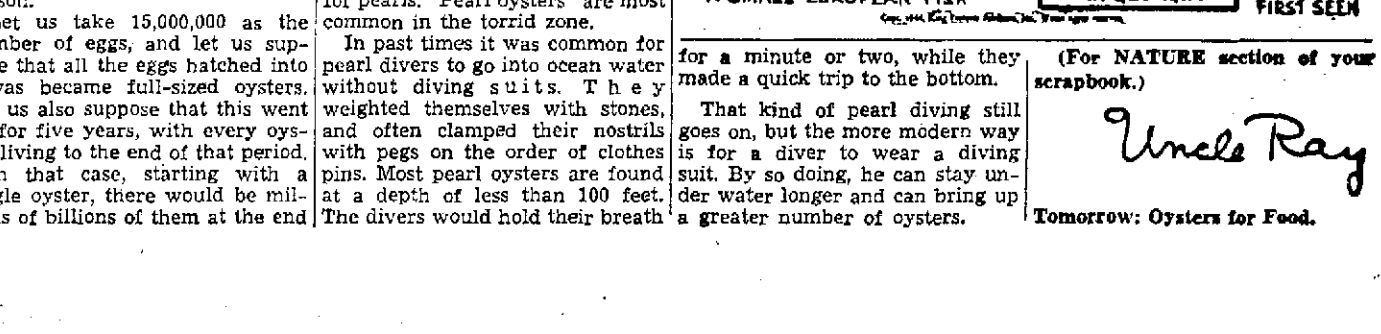 et us take 15,000,000 as the
nber of eggs, and let us sup-
e that all the eggs hatched into
vas became full-sized oysters.
us also suppose that this went
for five years, with every oys-
living to the end of that period.
n that case, starting with a
gle oyster, there would be mil-
s of billions of them at the end
for pearls. Pearl oysters are most
common in the torrid zone.
In past times it was common for
pearl divers to go into ocean water
without diving suits. They
weighted themselves with stones,
and often clamped their nostrils
with pegs on the order of clothes
pins. Most pearl oysters are found
at a depth of less than 100 feet.
The divers would hold their breath
for a minute or two, while they
made a quick trip to the bottom.
That kind of pearl diving still
goes on, but the more modern way
is for a diver to wear a diving
suit. By so doing, he can stay un-
der water longer and can bring up
a greater number of oysters.
FIRST SEEN
(For NATURE section of your
scrapbook.)
Uncle Ray
Tomorrow: Oysters for Food.